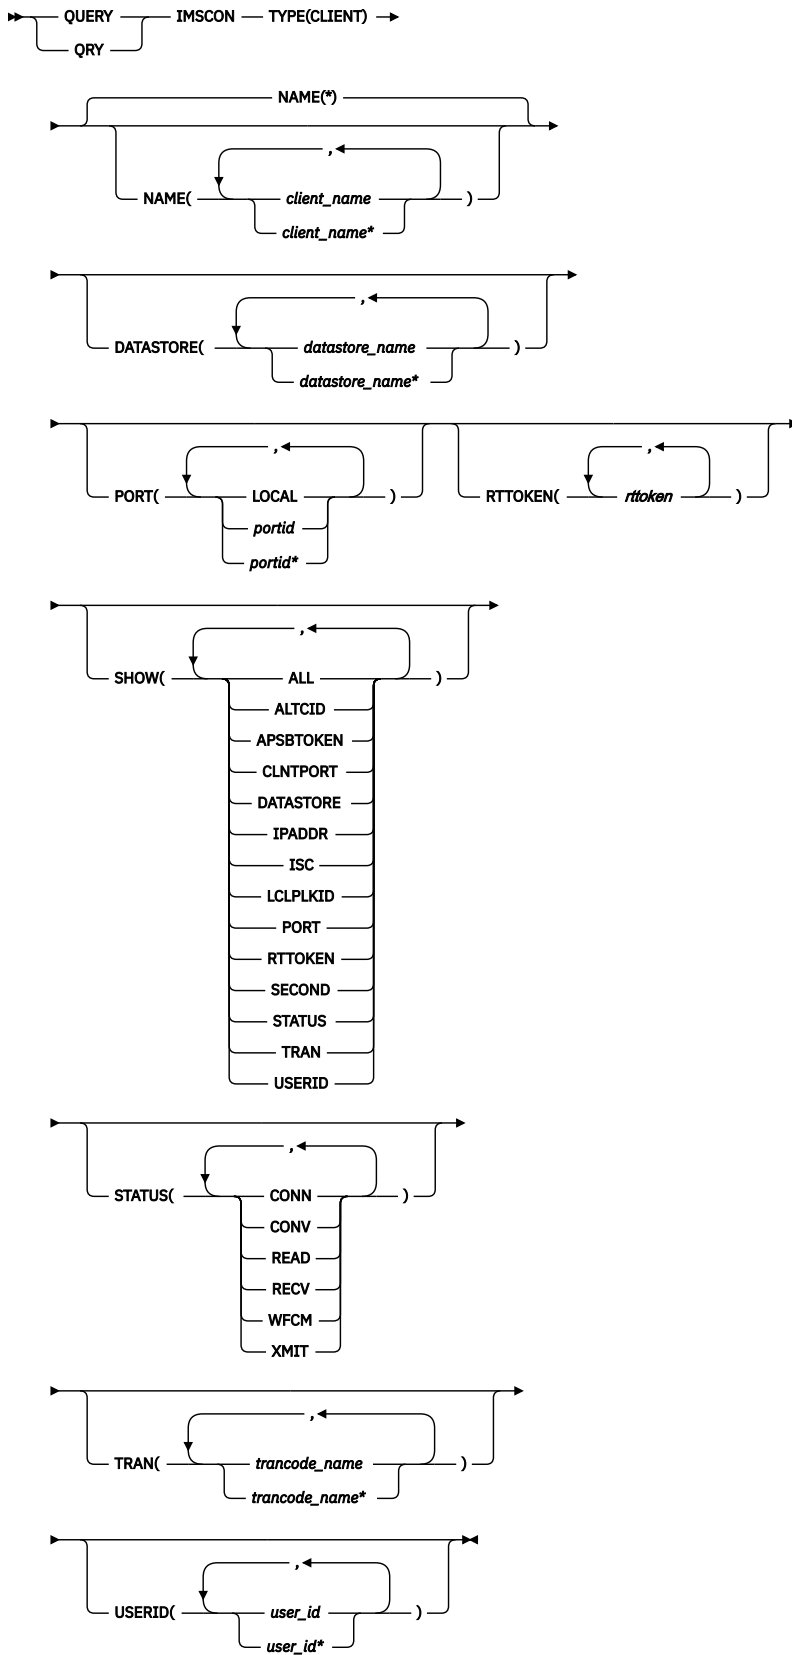 QUERY IMSCON TYPE(CLIENT)
QRY
NAME(*)
,
NAME( client_name )
client_name*
,
DATASTORE( datastore_name )
datastore_name*
, ,
PORT( LOCAL ) RTTOKEN( rttoken )
portid
portid*
,
SHOW( ALL )
ALTCID
APSBTOKEN
CLNTPORT
DATASTORE
IPADDR
ISC
LCLPLKID
PORT
RTTOKEN
SECOND
STATUS
TRAN
USERID
,
STATUS( CONN )
CONV
READ
RECV
WFCM
XMIT
,
TRAN( trancode_name )
trancode_name*
,
USERID( user_id )
user_id*